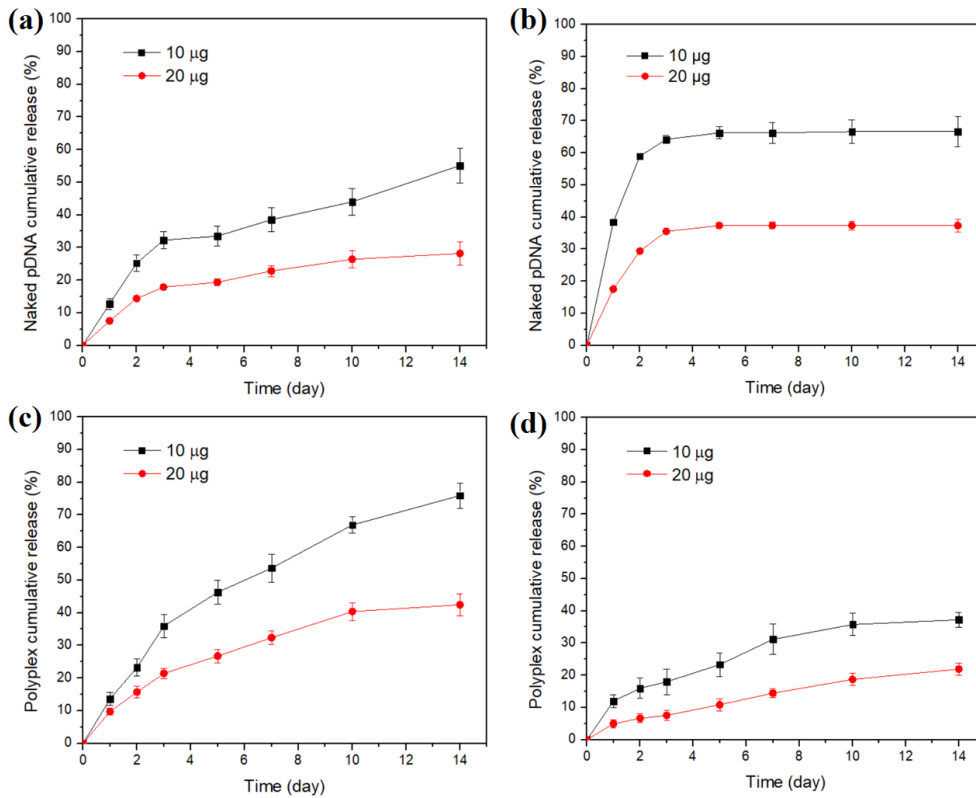 (a)
Naked pDNA cumulative release (%)
100
90
80
70
60
50
40
30
20
10
0
10 μg
20 μg
0 2 4 6 8 10 12 14
Time (day)
(b)
Naked pDNA cumulative release (%)
100
90
80
70
60
50
40
30
20
10
0
10 μg
20 μg
0 2 4 6 8 10 12 14
Time (day)
(c)
Polyplex cumulative release (%)
100
90
80
70
60
50
40
30
20
10
0
10 μg
20 μg
0 2 4 6 8 10 12 14
Time (day)
(d)
Polyplex cumulative release (%)
100
90
80
70
60
50
40
30
20
10
0
10 μg
20 μg
0 2 4 6 8 10 12 14
Time (day)